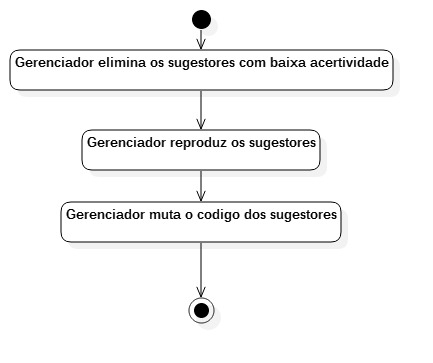 Gerenciador elimina os sugestores com baixa acertividade
Gerenciador reproduz os sugestores
Gerenciador muta o codigo dos sugestores